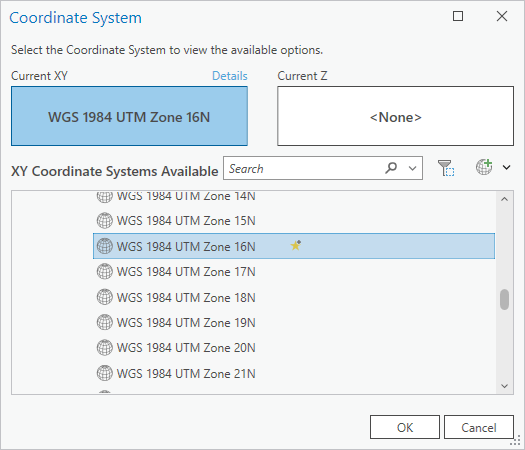 Coordinate System
Select the Coordinate System to view the available options.
Current XY Details Current Z
WGS 1984 UTM Zone 16N <None>
XY Coordinate Systems Available Search
WGS 1984 UTM Zone 14N
WGS 1984 UTM Zone 15N
WGS 1984 UTM Zone 16N
WGS 1984 UTM Zone 17N
WGS 1984 UTM Zone 18N
WGS 1984 UTM Zone 19N
WGS 1984 UTM Zone 20N
WGS 1984 UTM Zone 21N
OK Cancel